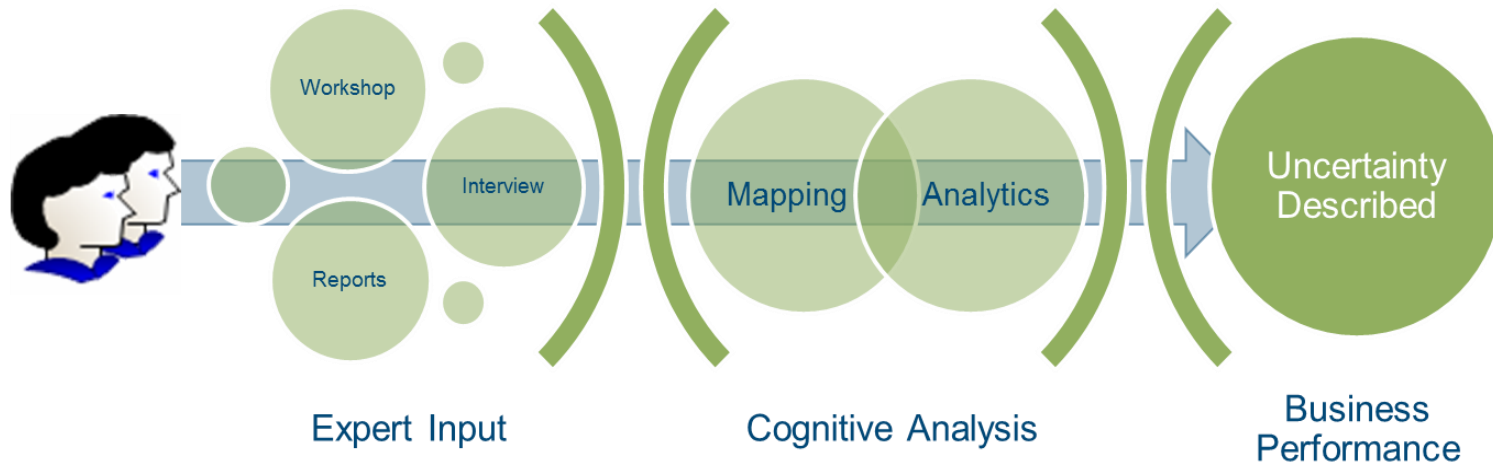 Workshop
Interview
Reports
Mapping
Analytics
Uncertainty
Described
Expert Input
Cognitive Analysis
Business
Performance